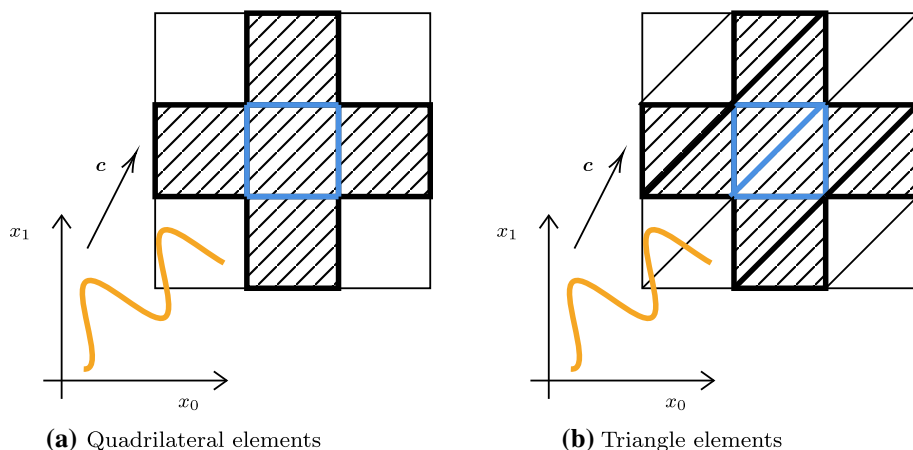 c
c
x₁
x₁
x₀
x₀
(a) Quadrilateral elements
(b) Triangle elements